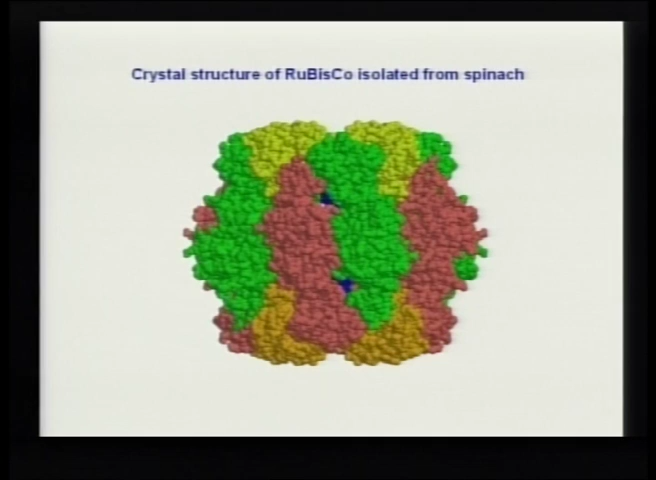 Crystal structure of RuBisCo isolated from spinach